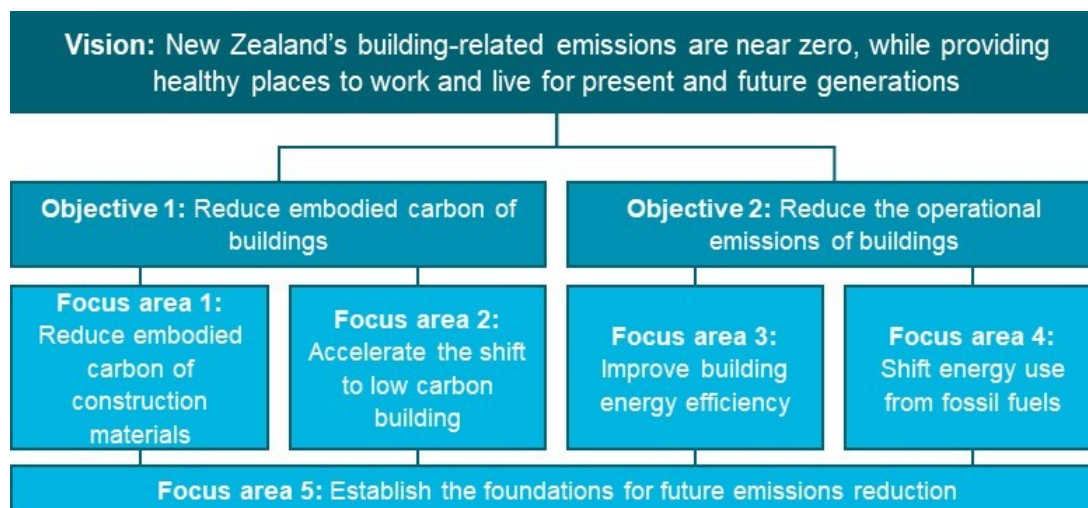 Vision: New Zealand's building-related emissions are near zero, while providing
healthy places to work and live for present and future generations
Objective 1: Reduce embodied carbon of
buildings
Objective 2: Reduce the operational
emissions of buildings
Focus area 1:
Reduce embodied
carbon of
construction
materials
Focus area 2:
Accelerate the shift
to low carbon
building
Focus area 3:
Improve building
energy efficiency
Focus area 4:
Shift energy use
from fossil fuels
Focus area 5: Establish the foundations for future emissions reduction